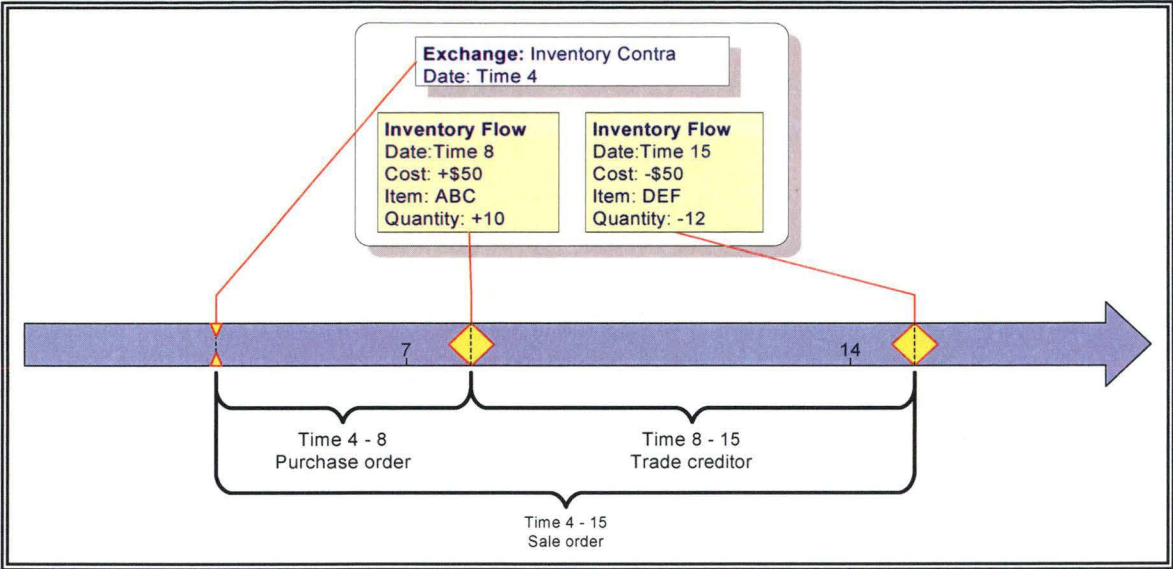 Exchange: Inventory Contra
Date: Time 4
Inventory Flow
Date:Time 8
Cost: +$50
Item: ABC
Quantity: +10
Inventory Flow
Date:Time 15
Cost: -$50
Item: DEF
Quantity: -12
7
14
Time 4 - 8
Purchase order
Time 8 - 15
Trade creditor
Time 4 - 15
Sale order